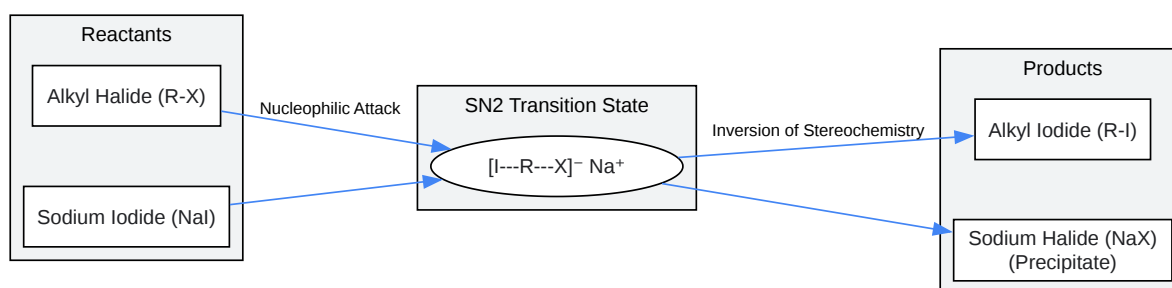 Reactants
Alkyl Halide (R-X)
Sodium Iodide (NaI)
Nucleophilic Attack
SN2 Transition State
[I---R---X]⁻ Na⁺
Inversion of Stereochemistry
Products
Alkyl Iodide (R-I)
Sodium Halide (NaX)
(Precipitate)